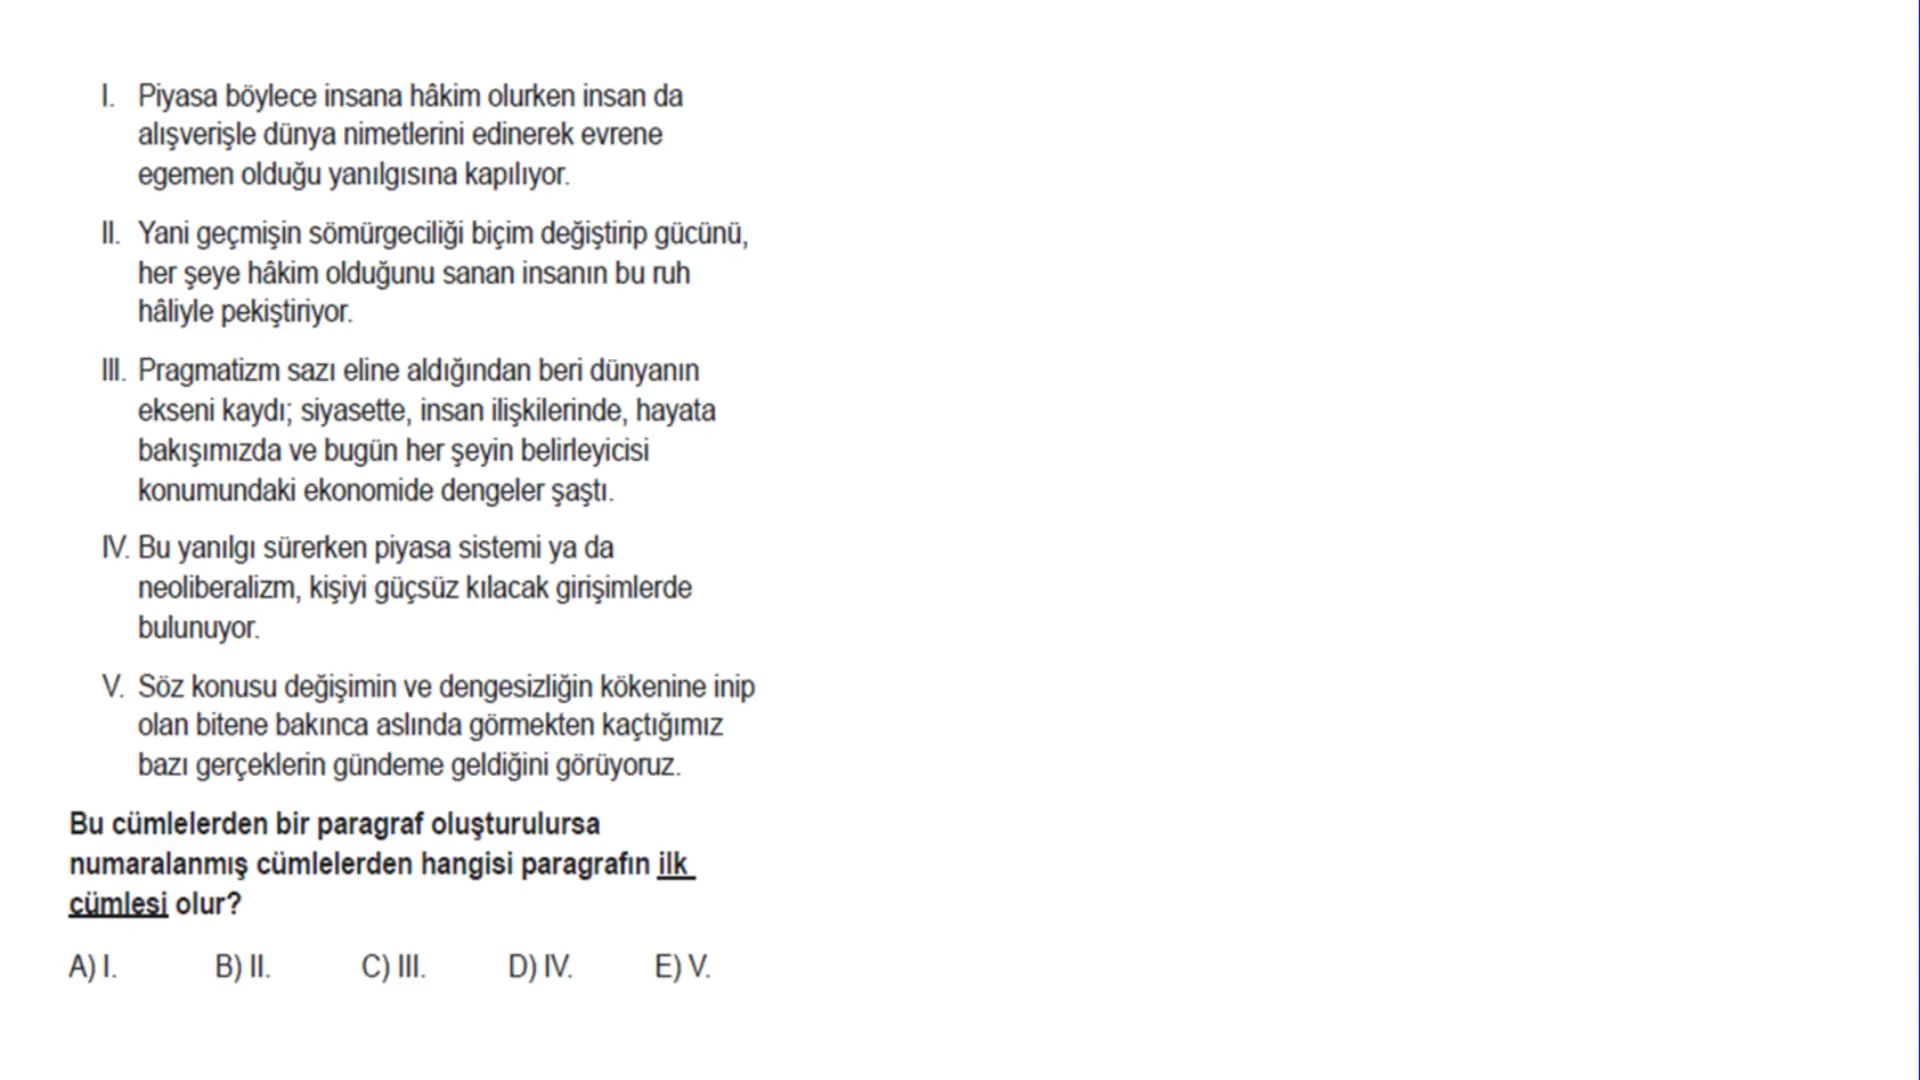 I. Piyasa böylece insana hâkim olurken insan da
alışverişle dünya nimetlerini edinerek evrene
egemen olduğu yanılgısına kapılıyor.
II. Yani geçmişin sömürgeciliği biçim değiştirip gücünü,
her şeye hâkim olduğunu sanan insanın bu ruh
hâliyle pekiştiriyor.
III. Pragmatizm sazı eline aldığından beri dünyanın
ekseni kaydı; siyasette, insan ilişkilerinde, hayata
bakışımızda ve bugün her şeyin belirleyicisi
konumundaki ekonomide dengeler şaştı.
IV. Bu yanılgı sürerken piyasa sistemi ya da
neoliberalizm, kişiyi güçsüz kılacak girişimlerde
bulunuyor.
V. Söz konusu değişimin ve dengesizliğin kökenine inip
olan bitene bakınca aslında görmekten kaçtığımız
bazı gerçeklerin gündeme geldiğini görüyoruz.
Bu cümlelerden bir paragraf oluşturulursa
numaralanmış cümlelerden hangisi paragrafın ilk
cümlesi olur?
A) I. B) II. C) III. D) IV. E) V.